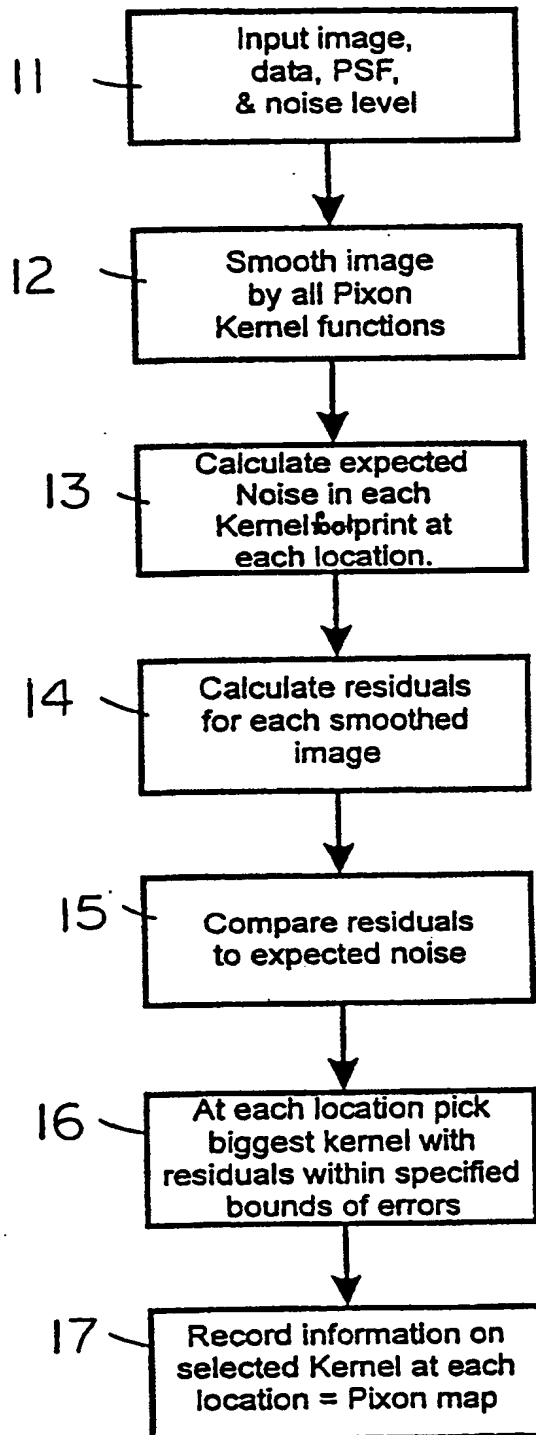 11
Input image,
data, PSF,
& noise level
12
Smooth image
by all Pixon
Kernel functions
13
Calculate expected
Noise in each
Kernel footprint at
each location.
14
Calculate residuals
for each smoothed
image
15
Compare residuals
to expected noise
16
At each location pick
biggest kernel with
residuals within specified
bounds of errors
17
Record information on
selected Kernel at each
location = Pixon map